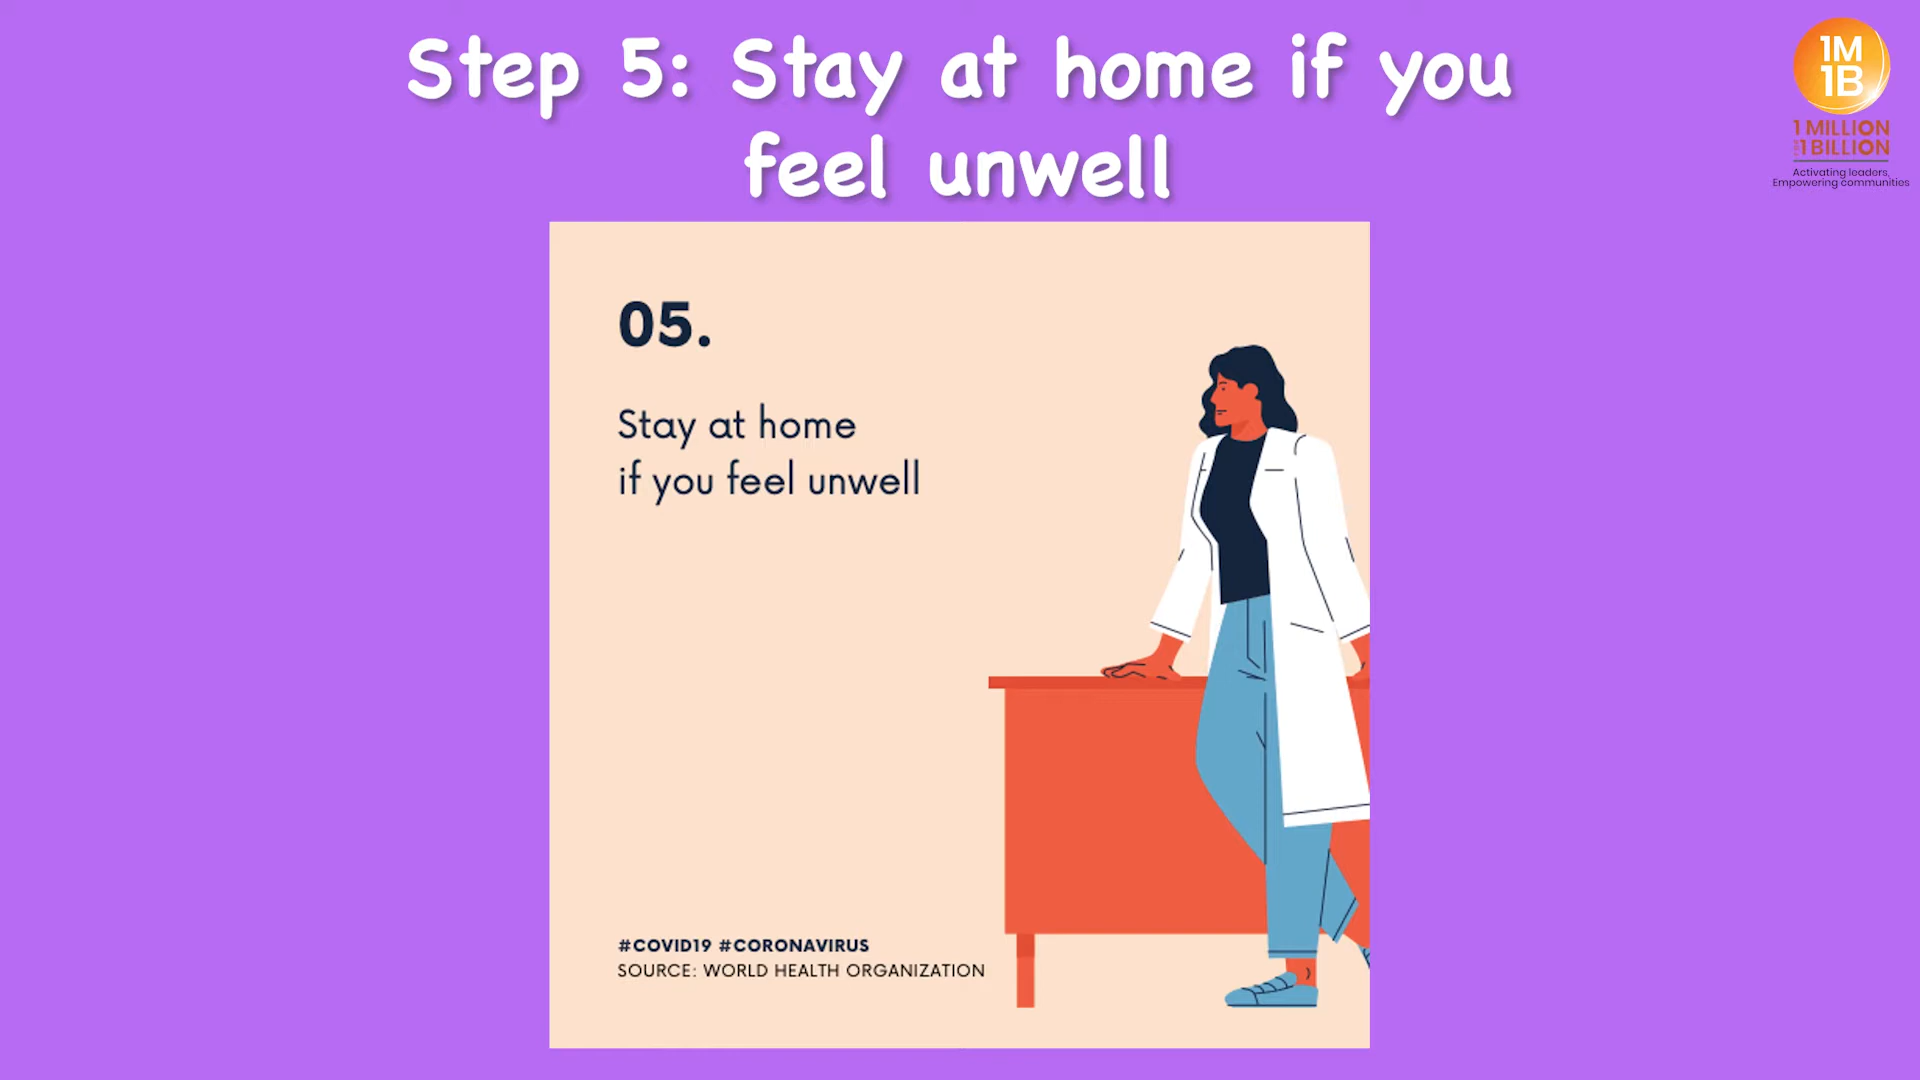 Step 5: Stay at home if you
feel unwell
1M
1B
1 MILLION
1 BILLION
Activating leaders,
Empowering communities
05.
Stay at home
if you feel unwell
#COVID19 #CORONAVIRUS
SOURCE: WORLD HEALTH ORGANIZATION